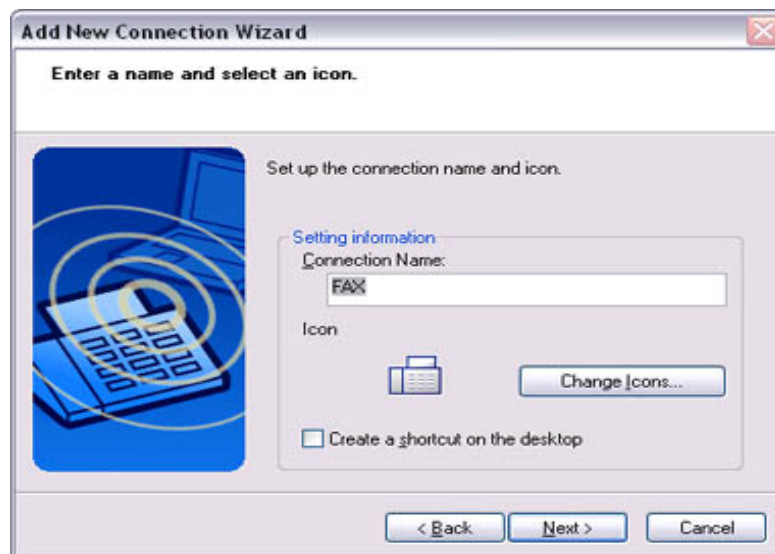 Add New Connection Wizard
Enter a name and select an icon.
Set up the connection name and icon.
Setting information
Connection Name:
FAX
Icon
Change Icons...
Create a shortcut on the desktop
< Back Next > Cancel